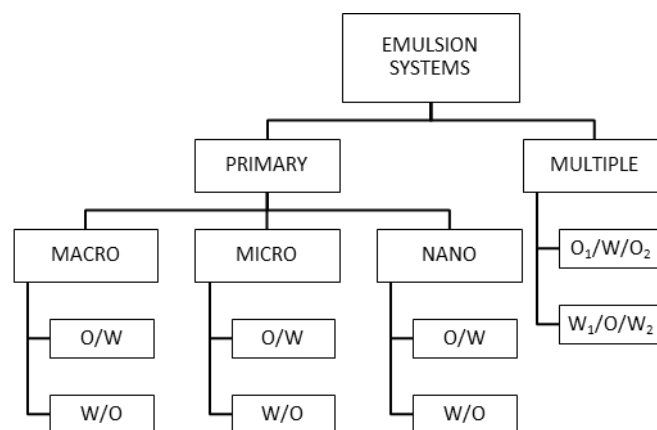 EMULSION
SYSTEMS
PRIMARY
MULTIPLE
MACRO
MICRO
NANO
O₁/W/O₂
W₁/O/W₂
O/W
O/W
O/W
W/O
W/O
W/O